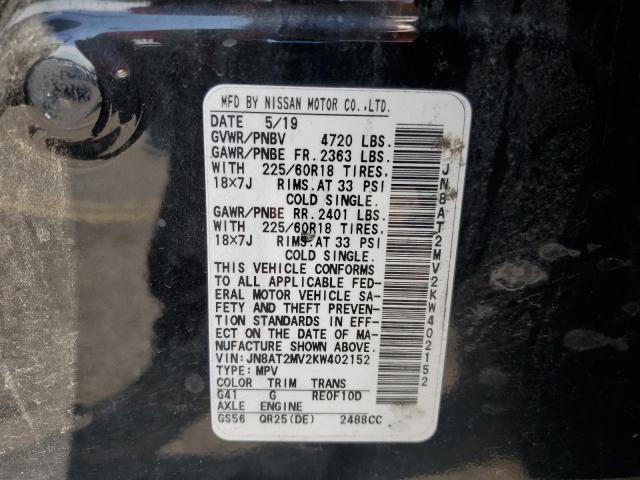 MFD BY NISSAN MOTOR CO.,LTD.
DATE 5/19
GVWR/PNBV 4720 LBS.
GAWR/PNBE FR. 2363 LBS.
WITH 225/60R18 TIRES,
18X7J RIMS.AT 33 PSI
COLD SINGLE.
GAWR/PNBE RR. 2401 LBS.
WITH 225/60R18 TIRES,
18X7J RIMS.AT 33 PSI
COLD SINGLE.
THIS VEHICLE CONFORMS
TO ALL APPLICABLE FED-
ERAL MOTOR VEHICLE SA-
FETY AND THEFT PREVEN-
TION STANDARDS IN EFF-
ECT ON THE DATE OF MA-
NUFACTURE SHOWN ABOVE.
VIN:JN8AT2MV2KW402152
TYPE:MPV
COLOR TRIM TRANS
G41 G RE0F10D
AXLE ENGINE
GS56 QR25(DE) 2488CC
JN8AT2MV2KW402152